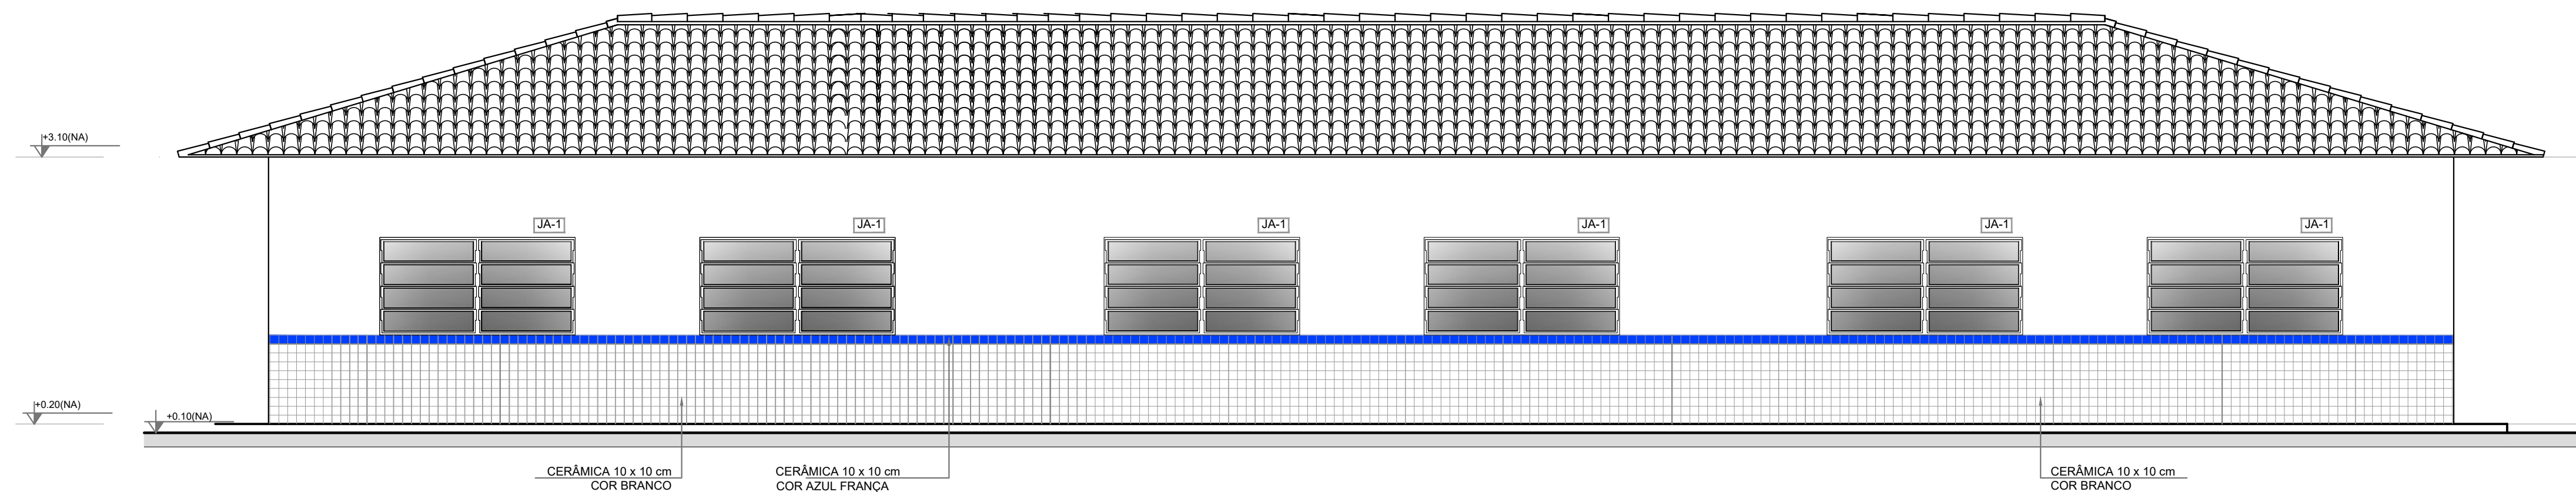 +3.10(NA)
JA-1
JA-1
JA-1
JA-1
JA-1
JA-1
+0.20(NA)
+0.10(NA)
CERÂMICA 10 x 10 cm
COR BRANCO
CERÂMICA 10 x 10 cm
COR AZUL FRANÇA
CERÂMICA 10 x 10 cm
COR BRANCO